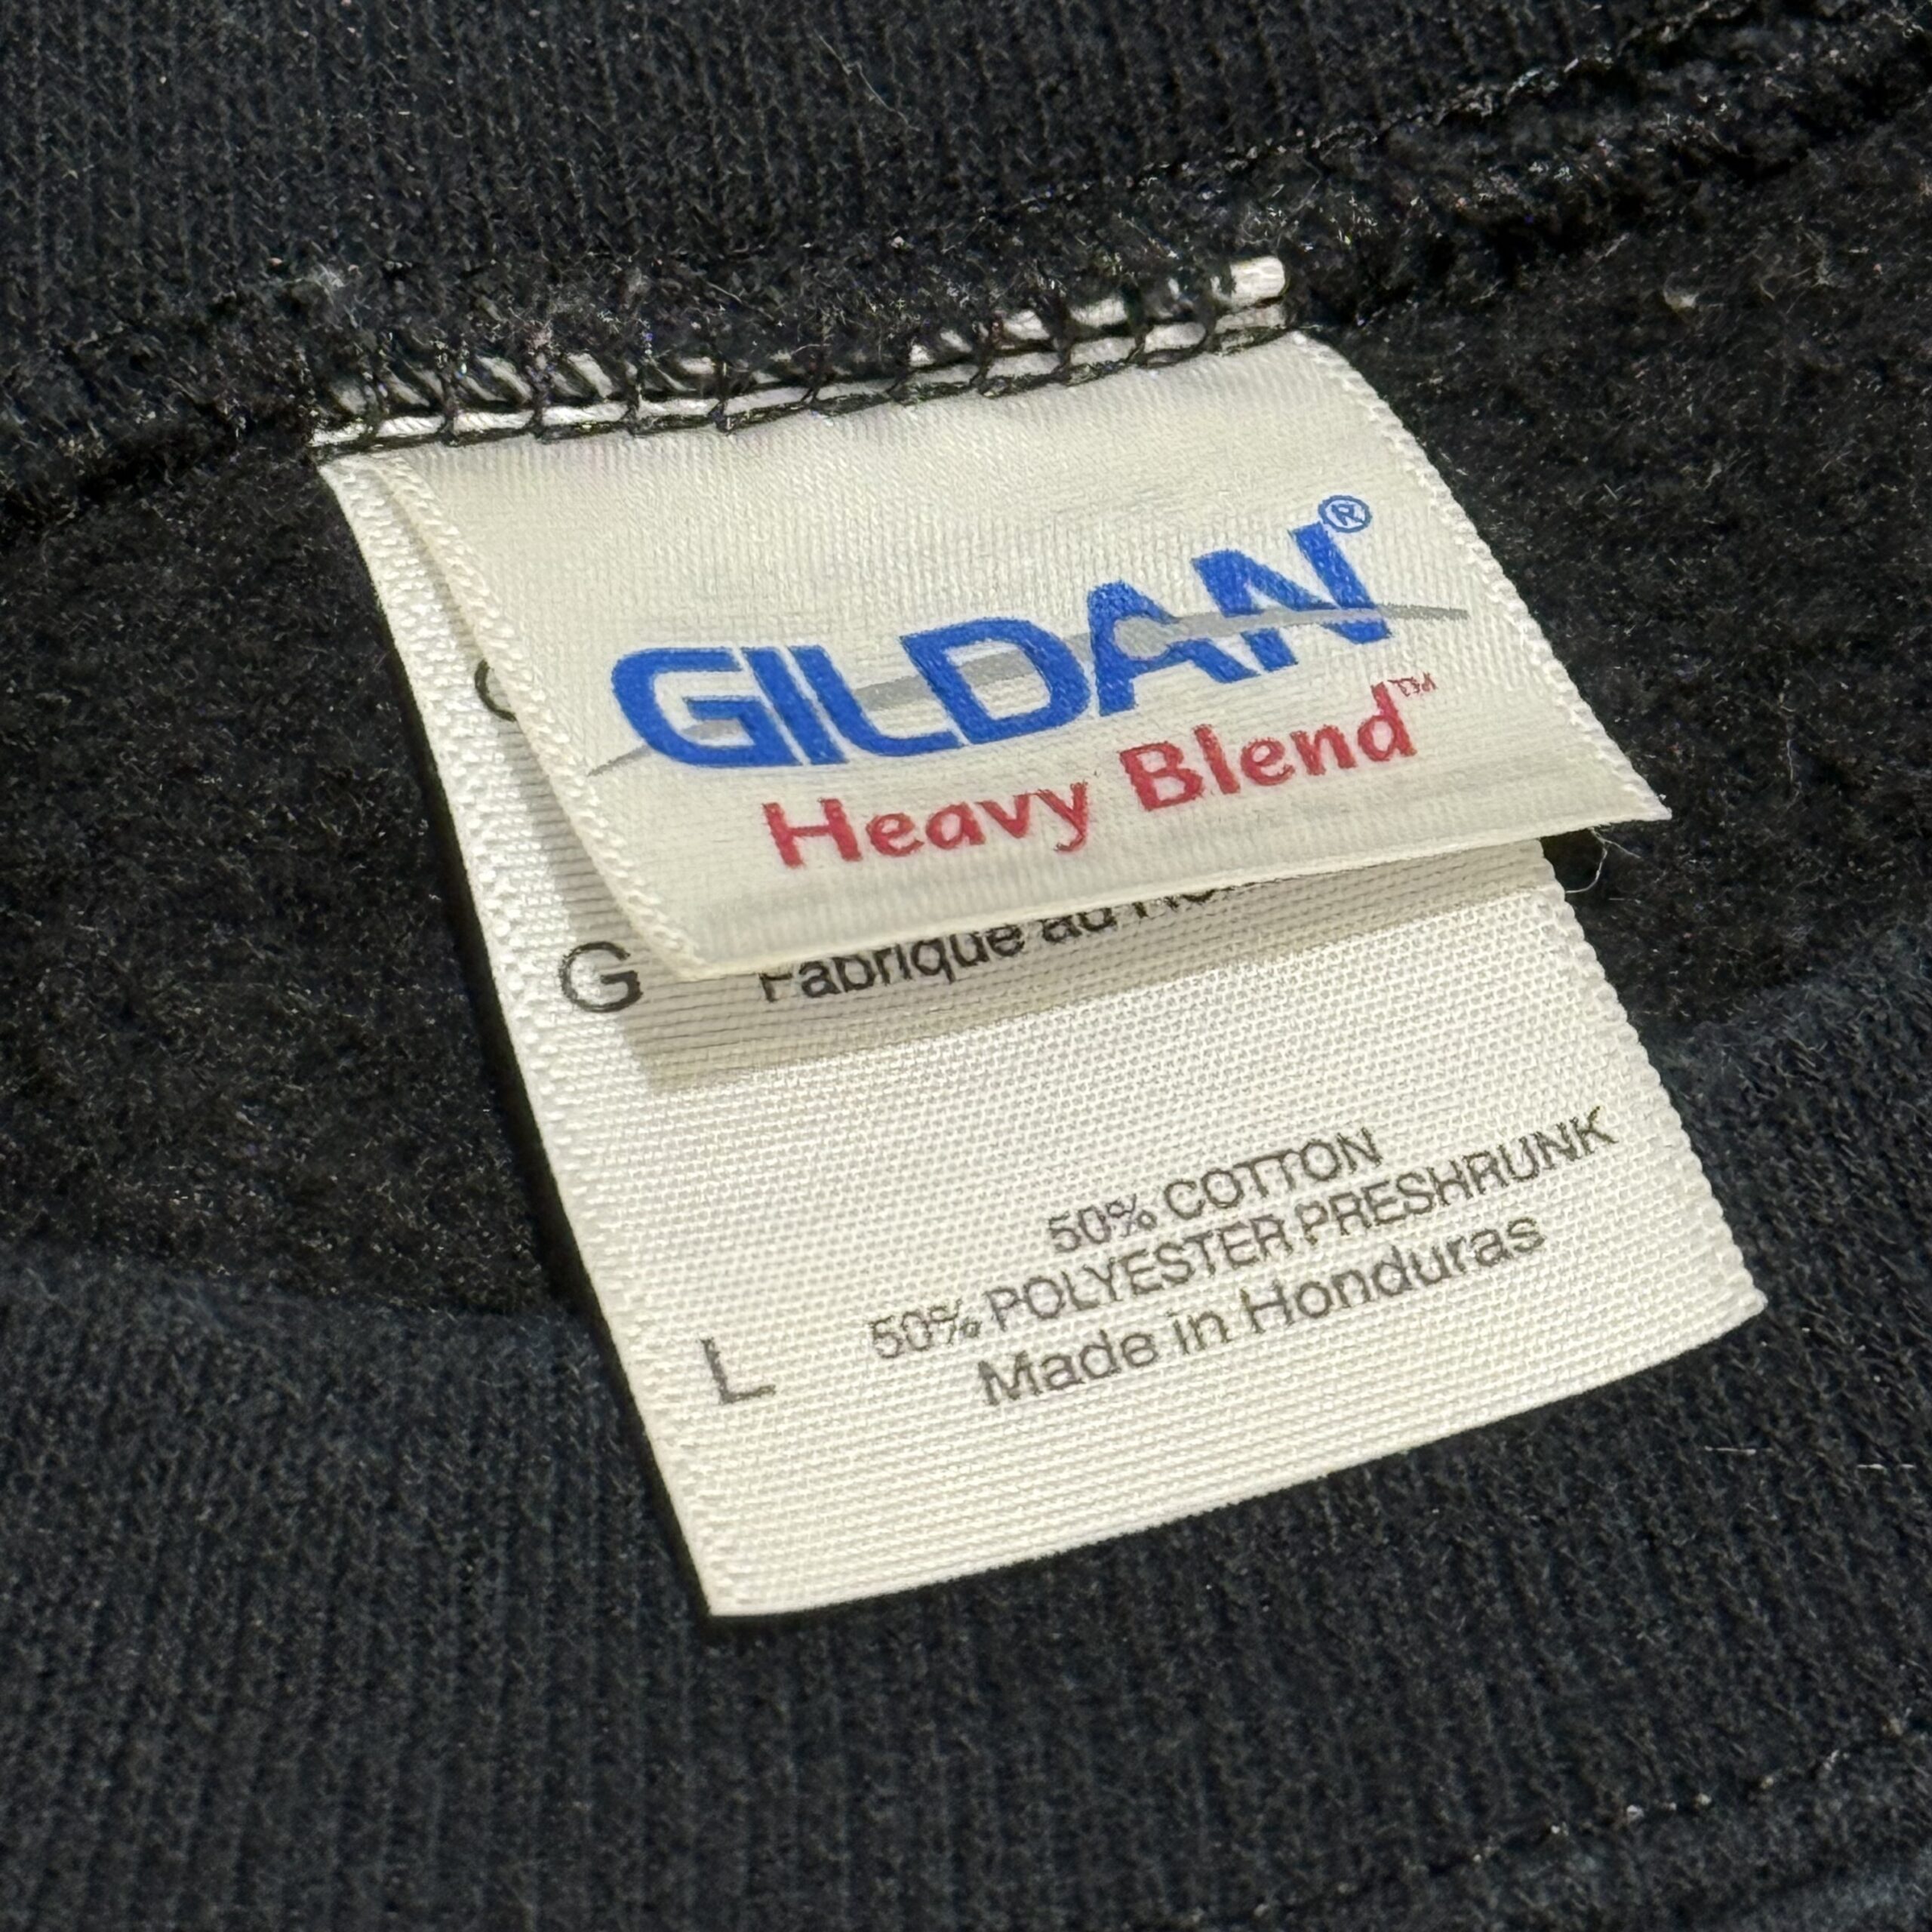 GILDAN®
Heavy Blend™
G
Fabrique au
50% COTTON
50% POLYESTER PRESHRUNK
L
Made in Honduras